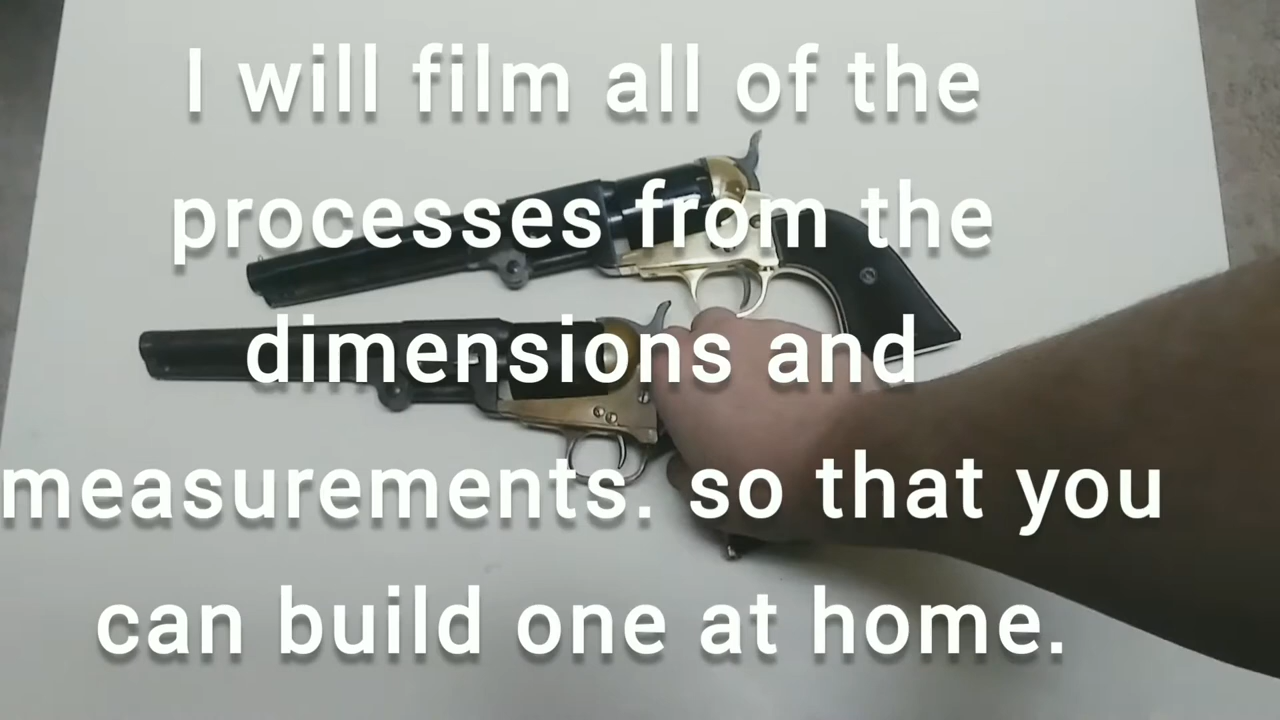 I will film all of the
processes from the
dimensions and
measurements. so that you
can build one at home.